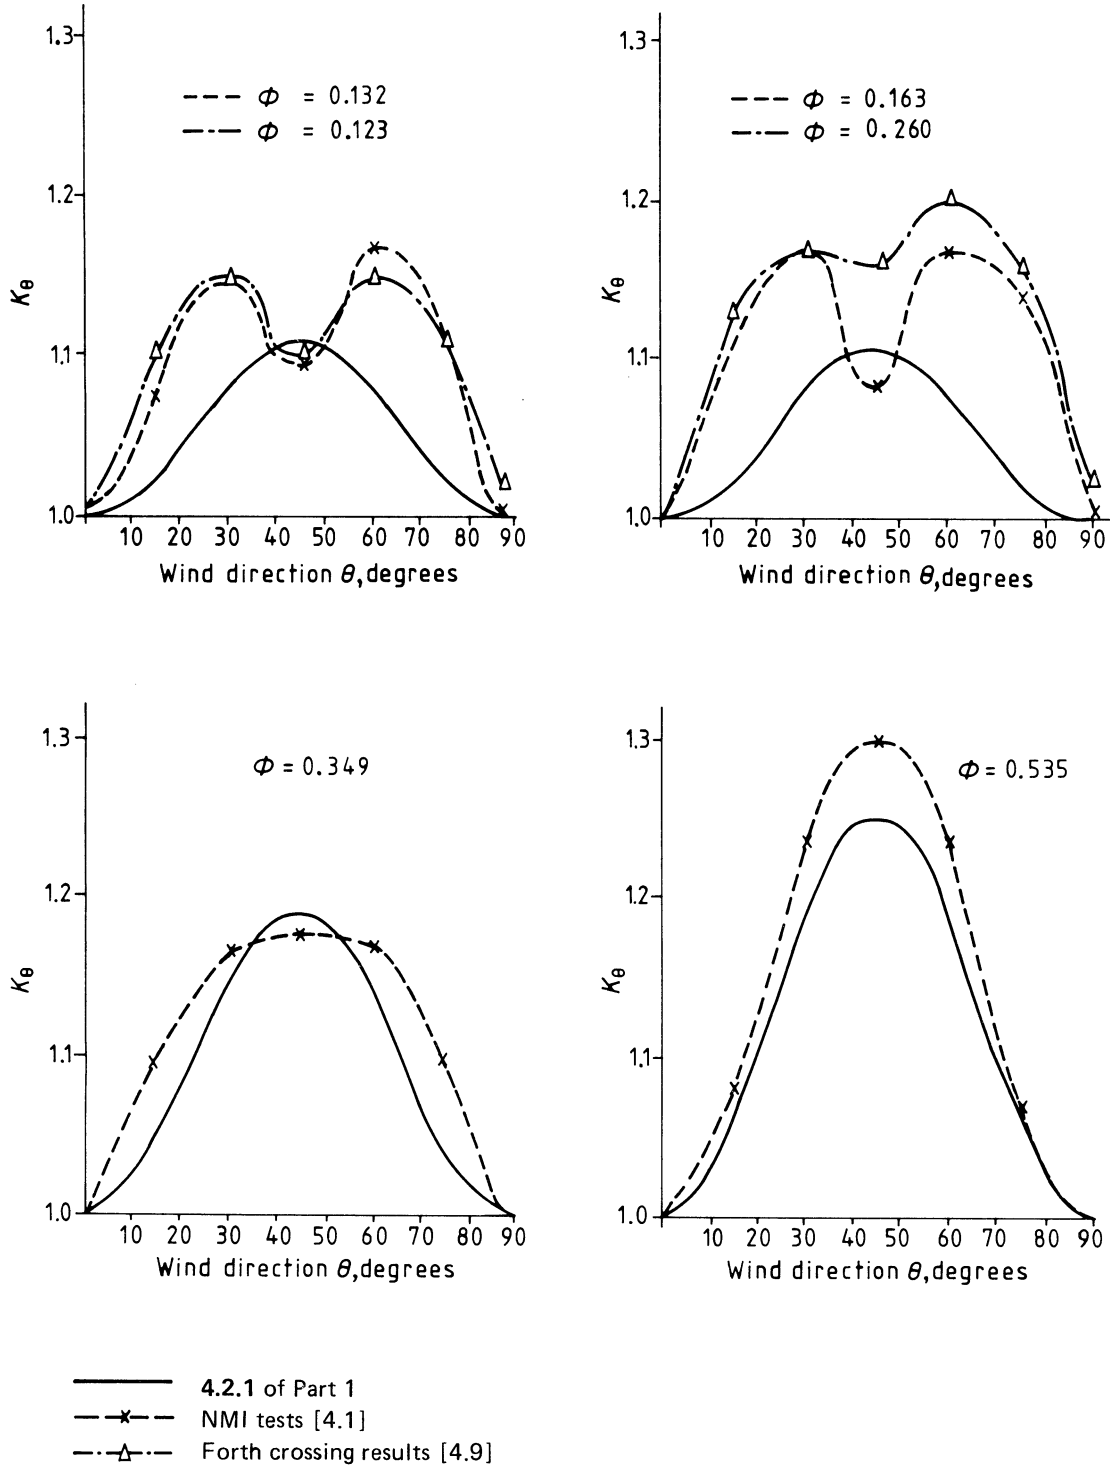 1.3
Φ = 0.132
Φ = 0.123
1.2
Kθ
1.1
1.0
10 20 30 40 50 60 70 80 90
Wind direction θ, degrees
1.3
Φ = 0.163
Φ = 0.260
1.2
Kθ
1.1
1.0
10 20 30 40 50 60 70 80 90
Wind direction θ, degrees
1.3
Φ = 0.349
1.2
Kθ
1.1
1.0
10 20 30 40 50 60 70 80 90
Wind direction θ, degrees
1.3
Φ = 0.535
1.2
Kθ
1.1
1.0
10 20 30 40 50 60 70 80 90
Wind direction θ, degrees
4.2.1 of Part 1
NMI tests [4.1]
Forth crossing results [4.9]